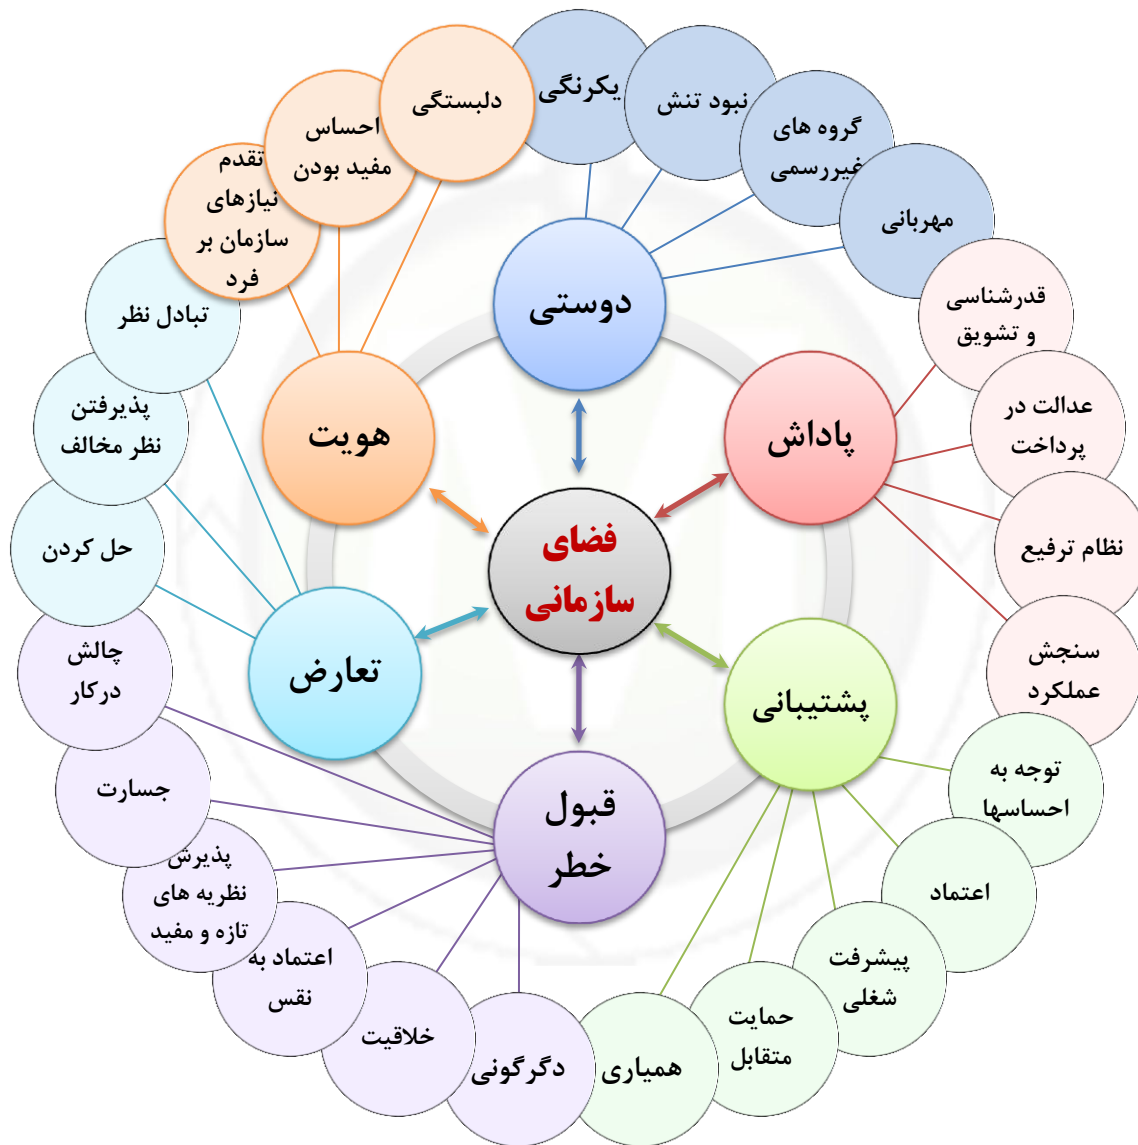 فضای
سازمانی
دوستی
یکرنگی
نبود تنش
گروه های
غیررسمی
مهربانی
پاداش
قدرشناسی
و تشویق
عدالت در
پرداخت
نظام ترفیع
سنجش
عملکرد
پشتیبانی
توجه به
احساسها
اعتماد
پیشرفت
شغلی
حمایت
متقابل
همیاری
قبول
خطر
دگرگونی
خلاقیت
اعتماد به
نقس
پذیرش
نظریه های
تازه و مفید
جسارت
چالش
درکار
تعارض
حل کردن
پذیرفتن
نظر مخالف
تبادل نظر
هویت
تقدم
نیازهای
سازمان بر
فرد
احساس
مفید بودن
دلبستگی